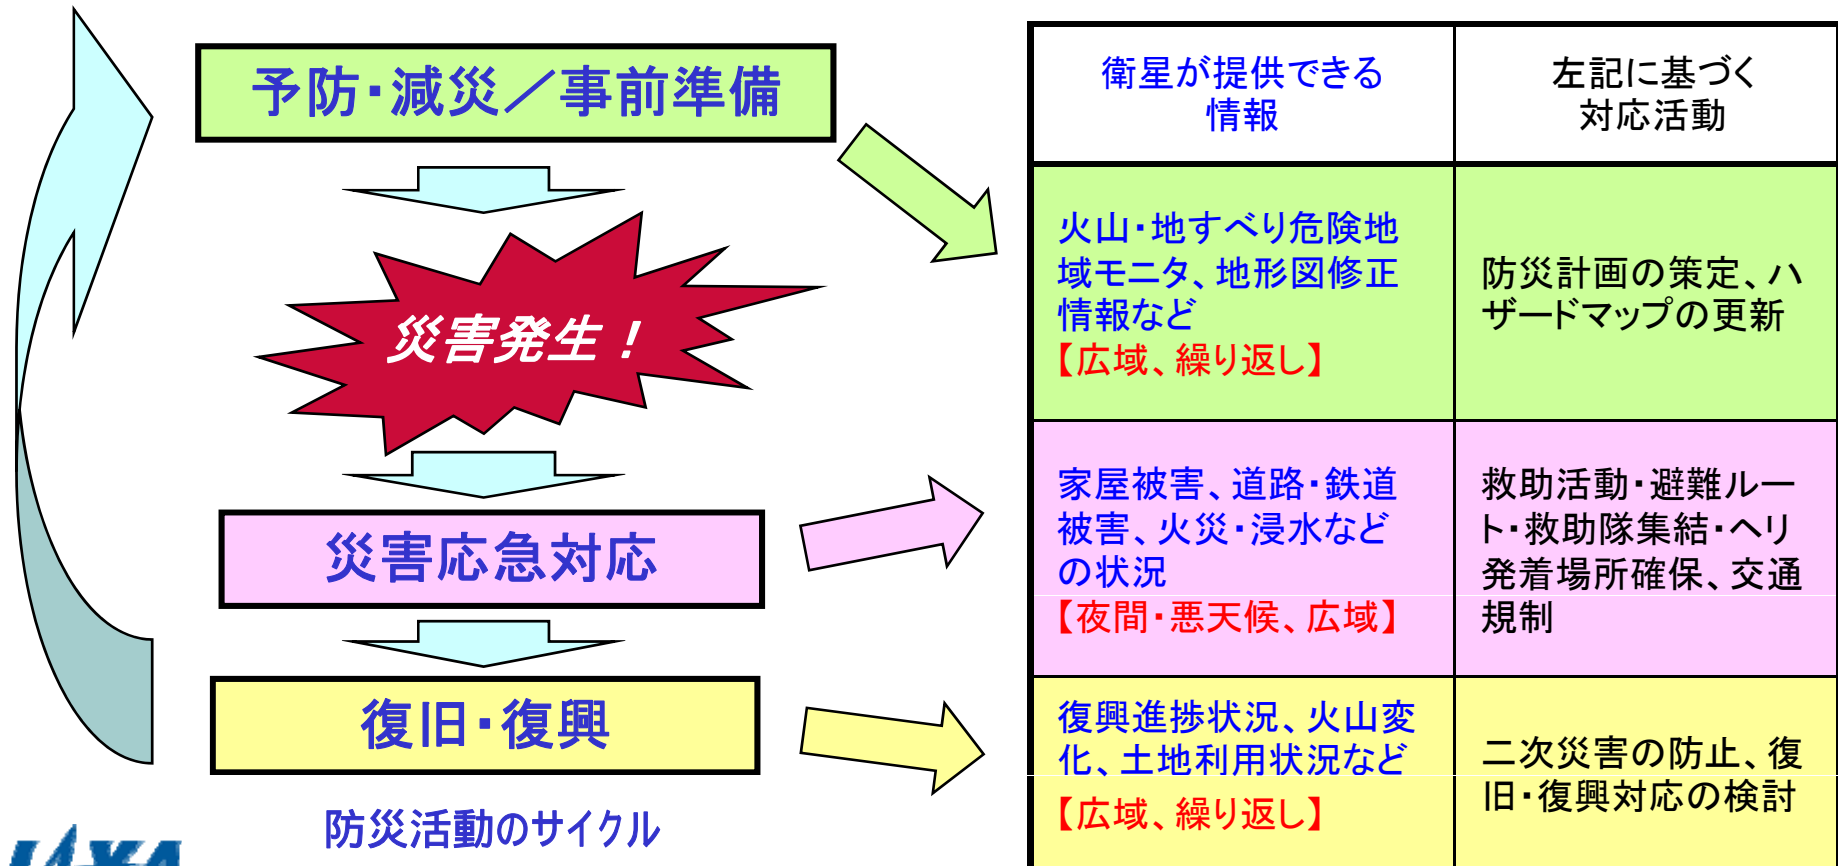 予防・減災／事前準備
災害発生！
災害応急対応
復旧・復興
防災活動のサイクル
衛星が提供できる
情報
左記に基づく
対応活動
火山・地すべり危険地
域モニタ、地形図修正
情報など
【広域、繰り返し】
防災計画の策定、ハ
ザードマップの更新
家屋被害、道路・鉄道
被害、火災・浸水など
の状況
【夜間・悪天候、広域】
救助活動・避難ルー
ト・救助隊集結・ヘリ
発着場所確保、交通
規制
復興進捗状況、火山変
化、土地利用状況など
【広域、繰り返し】
二次災害の防止、復
旧・復興対応の検討
JAXA